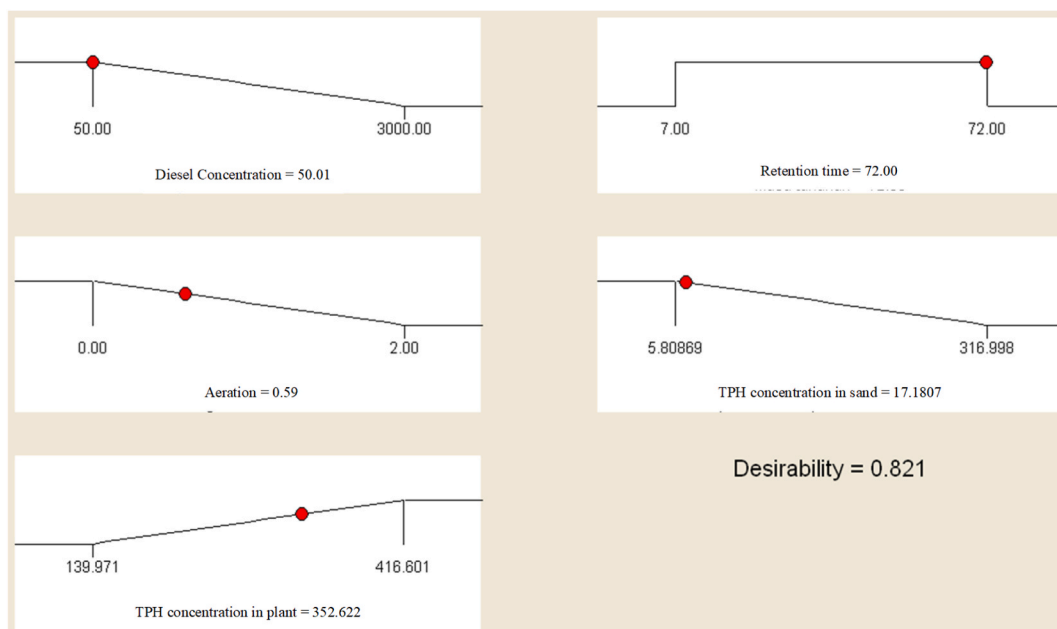 50.00
3000.00
Diesel Concentration = 50.01
7.00
72.00
Retention time = 72.00
0.00
2.00
Aeration = 0.59
5.80869
316.998
TPH concentration in sand = 17.1807
139.971
416.601
TPH concentration in plant = 352.622
Desirability = 0.821